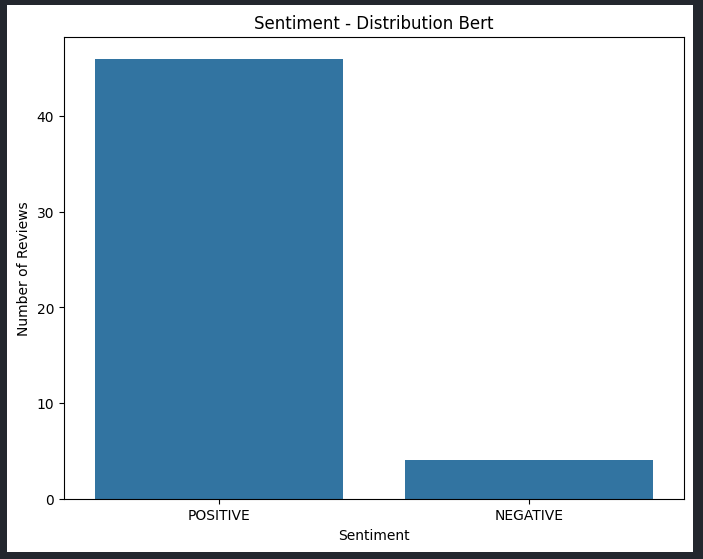 Sentiment - Distribution Bert
Number of Reviews
40
30
20
10
0
POSITIVE
NEGATIVE
Sentiment